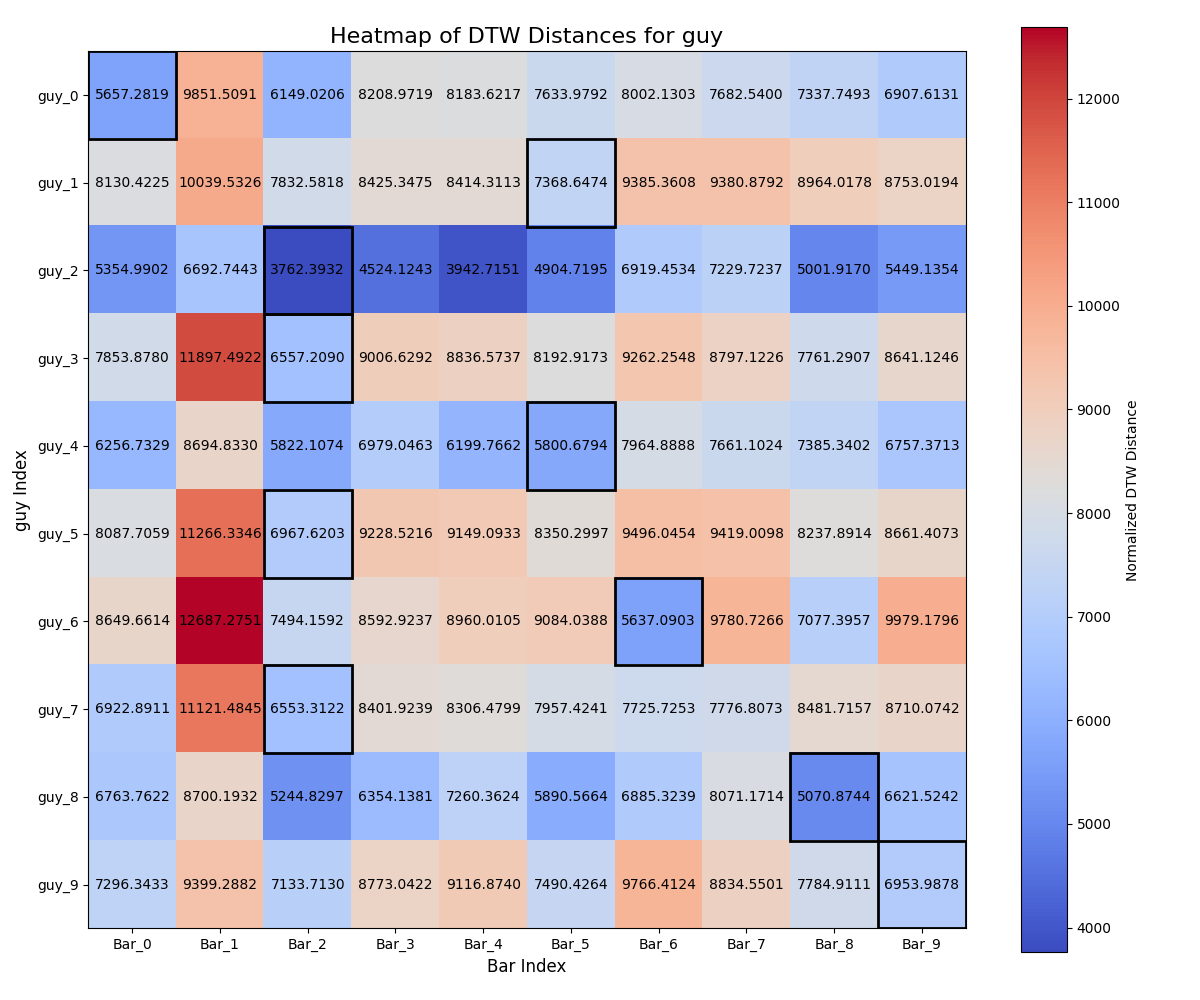 Heatmap of DTW Distances for guy
guy_0 5657.2819 9851.5091 6149.0206 8208.9719 8183.6217 7633.9792 8002.1303 7682.5400 7337.7493 6907.6131
guy_1 8130.4225 10039.5326 7832.5818 8425.3475 8414.3113 7368.6474 9385.3608 9380.8792 8964.0178 8753.0194
guy_2 5354.9902 6692.7443 3762.3932 4524.1243 3942.7151 4904.7195 6919.4534 7229.7237 5001.9170 5449.1354
guy_3 7853.8780 11897.4922 6557.2090 9006.6292 8836.5737 8192.9173 9262.2548 8797.1226 7761.2907 8641.1246
guy_4 6256.7329 8694.8330 5822.1074 6979.0463 6199.7662 5800.6794 7964.8888 7661.1024 7385.3402 6757.3713
guy_5 8087.7059 11266.3346 6967.6203 9228.5216 9149.0933 8350.2997 9496.0454 9419.0098 8237.8914 8661.4073
guy_6 8649.6614 12687.2751 7494.1592 8592.9237 8960.0105 9084.0388 5637.0903 9780.7266 7077.3957 9979.1796
guy_7 6922.8911 11121.4845 6553.3122 8401.9239 8306.4799 7957.4241 7725.7253 7776.8073 8481.7157 8710.0742
guy_8 6763.7622 8700.1932 5244.8297 6354.1381 7260.3624 5890.5664 6885.3239 8071.1714 5070.8744 6621.5242
guy_9 7296.3433 9399.2882 7133.7130 8773.0422 9116.8740 7490.4264 9766.4124 8834.5501 7784.9111 6953.9878
Bar_0 Bar_1 Bar_2 Bar_3 Bar_4 Bar_5 Bar_6 Bar_7 Bar_8 Bar_9
Bar Index
guy Index
12000
11000
10000
9000
8000
7000
6000
5000
4000
Normalized DTW Distance